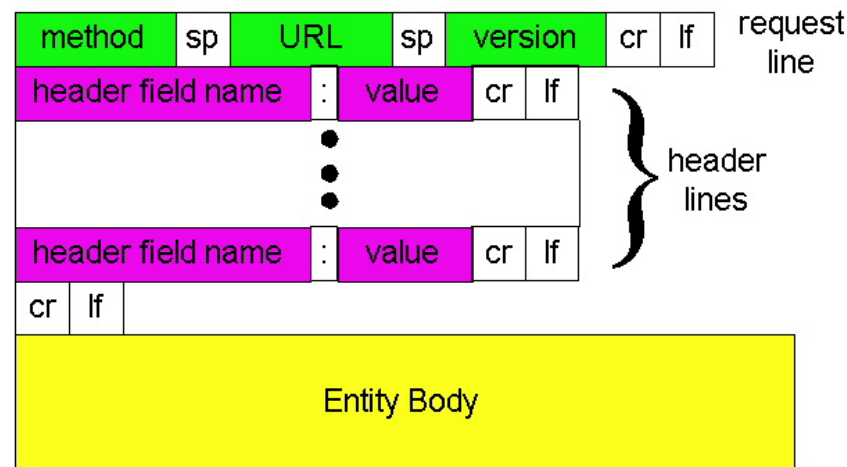 method sp URL sp version cr lf
request
line
header field name : value cr lf
header
lines
header field name : value cr lf
cr lf
Entity Body